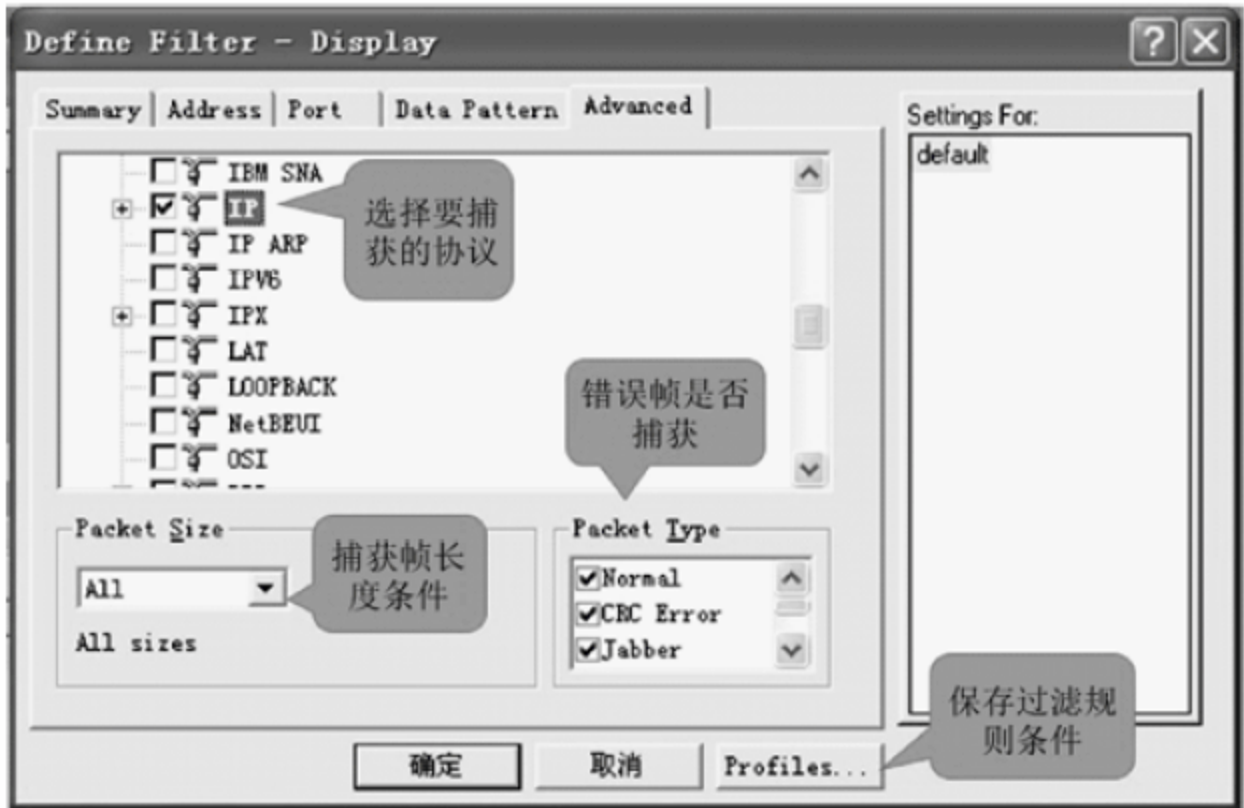 Define Filter - Display
Summary Address Port Data Pattern Advanced
Settings For:
default
IBM SNA
IP
IP ARP
IPV6
IPX
LAT
LOOPBACK
NetBEUI
OSI
选择要捕
获的协议
错误帧是否
捕获
Packet Size
All
All sizes
捕获帧长
度条件
Packet Type
Normal
CRC Error
Jabber
保存过滤规
则条件
确定 取消 Profiles...